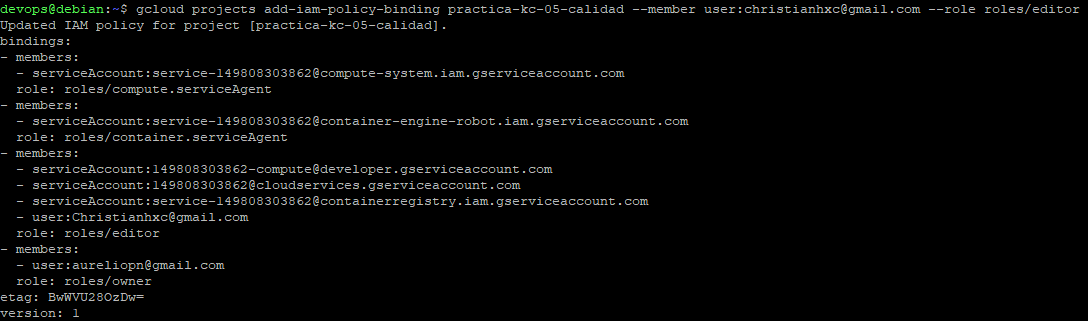 devops@debian:~$ gcloud projects add-iam-policy-binding practica-kc-05-calidad --member user:christianhxc@gmail.com --role roles/editor
Updated IAM policy for project [practica-kc-05-calidad].
bindings:
- members:
  - serviceAccount:service-149808303862@compute-system.iam.gserviceaccount.com
  role: roles/compute.serviceAgent
- members:
  - serviceAccount:service-149808303862@container-engine-robot.iam.gserviceaccount.com
  role: roles/container.serviceAgent
- members:
  - serviceAccount:149808303862-compute@developer.gserviceaccount.com
  - serviceAccount:149808303862@cloudservices.gserviceaccount.com
  - serviceAccount:service-149808303862@containerregistry.iam.gserviceaccount.com
  - user:Christianhxc@gmail.com
  role: roles/editor
- members:
  - user:aureliopn@gmail.com
  role: roles/owner
etag: BwWVU28OzDw=
version: 1